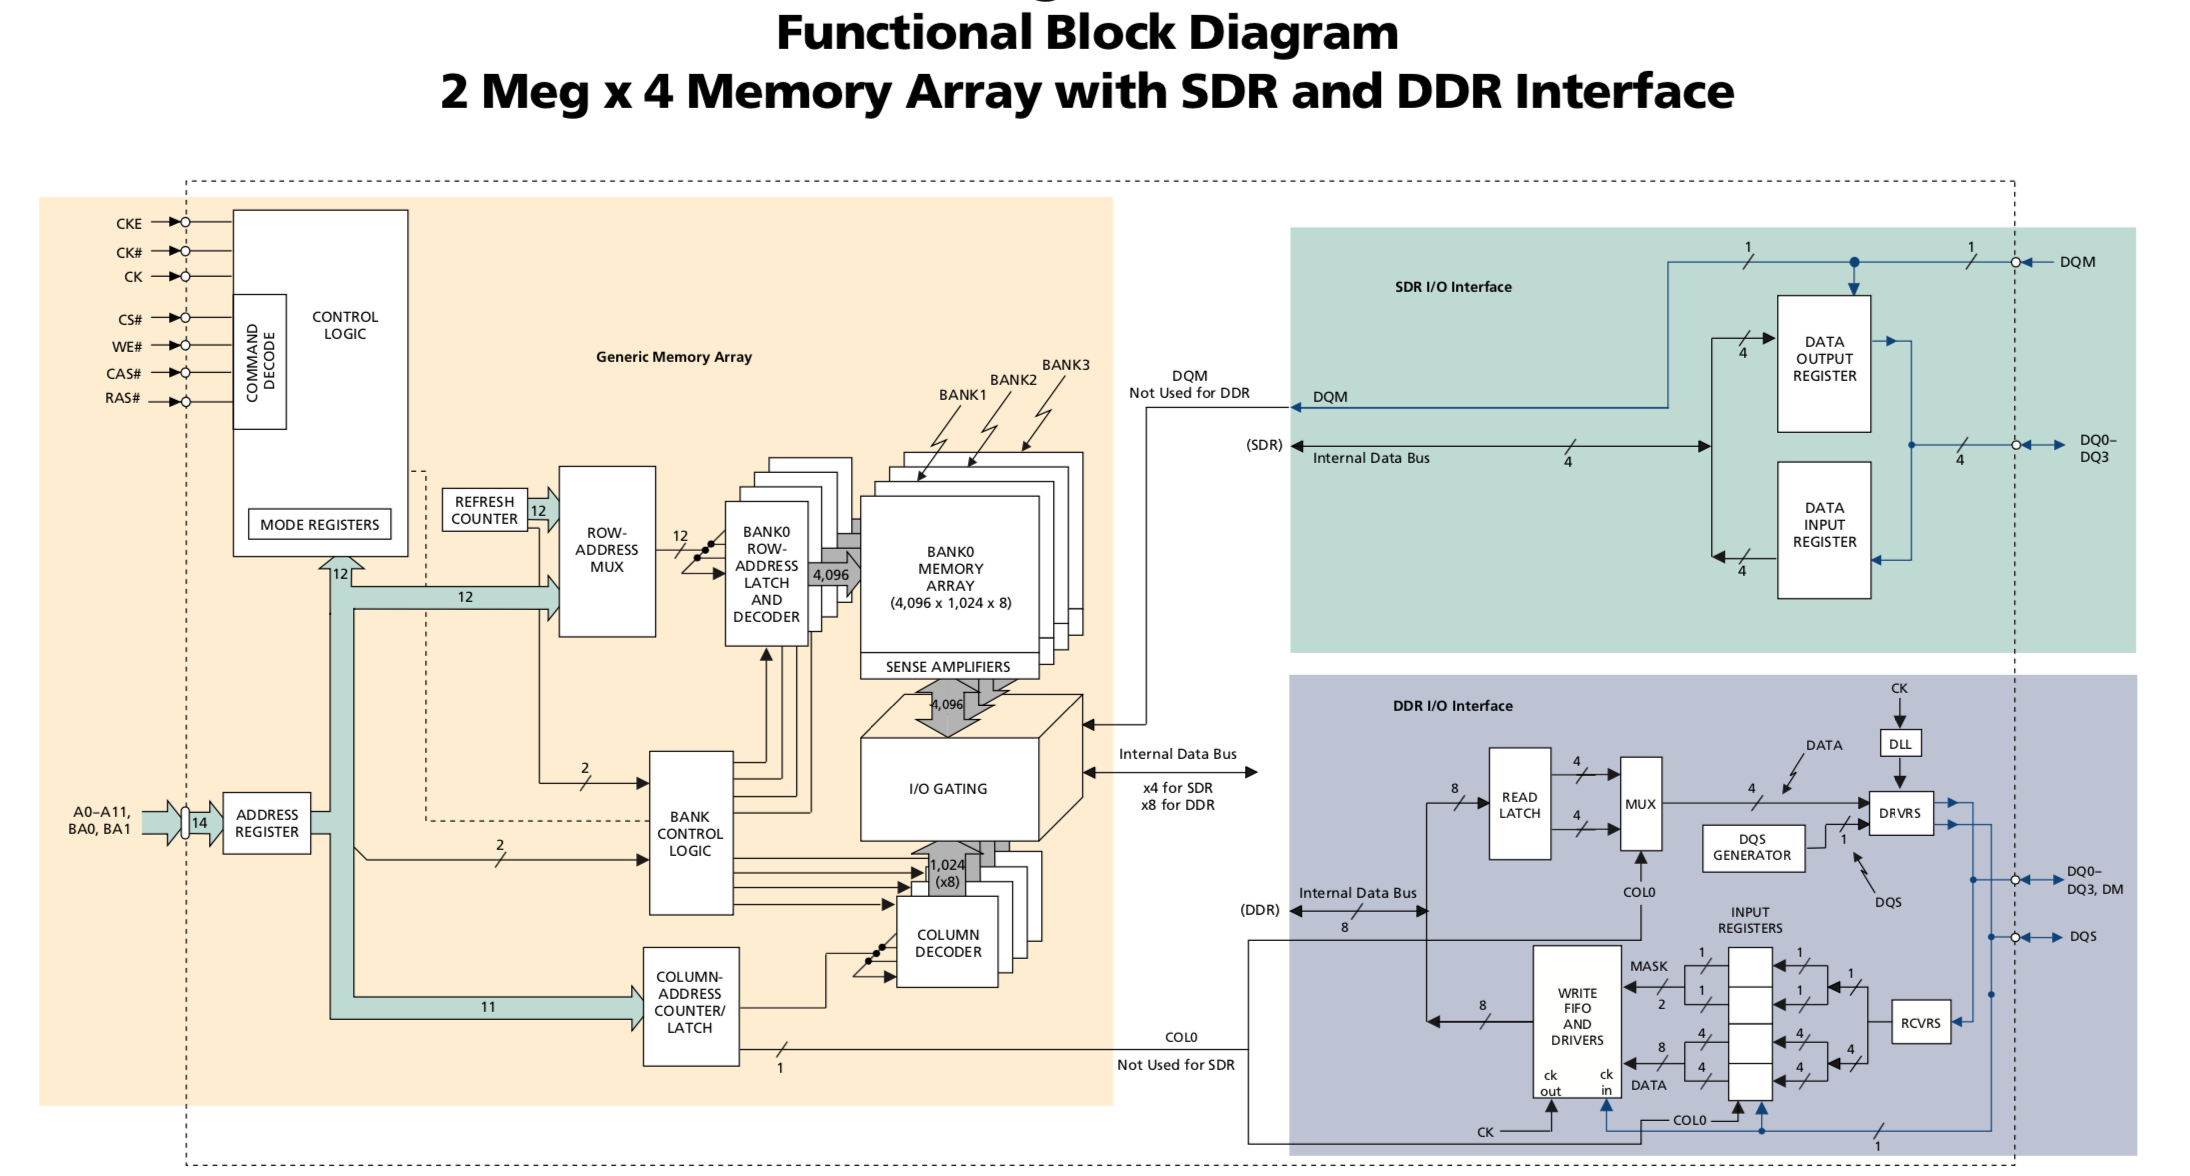 Functional Block Diagram
2 Meg x 4 Memory Array with SDR and DDR Interface
CKE
CK#
CK
CS#
WE#
CAS#
RAS#
COMMAND
DECODE
CONTROL
LOGIC
MODE REGISTERS
Generic Memory Array
BANK1
BANK2
BANK3
REFRESH
COUNTER
12
ROW-
ADDRESS
MUX
12
12
12
BANK0
ROW-
ADDRESS
LATCH
AND
DECODER
4,096
BANK0
MEMORY
ARRAY
(4,096 x 1,024 x 8)
SENSE AMPLIFIERS
4,096
I/O GATING
2
2
BANK
CONTROL
LOGIC
A0–A11,
BA0, BA1
14
ADDRESS
REGISTER
1,024
(x8)
COLUMN
DECODER
11
COLUMN-
ADDRESS
COUNTER/
LATCH
1
DQM
Not Used for DDR
Internal Data Bus
x4 for SDR
x8 for DDR
COL0
Not Used for SDR
SDR I/O Interface
1
1
DQM
DQM
(SDR)
Internal Data Bus
4
4
DATA
OUTPUT
REGISTER
DATA
INPUT
REGISTER
4
4
DQ0–
DQ3
DDR I/O Interface
CK
DLL
DATA
READ
LATCH
8
4
4
MUX
4
DRVRS
DQS
GENERATOR
1
DQS
COL0
(DDR)
Internal Data Bus
8
DQ0–
DQ3, DM
DQS
INPUT
REGISTERS
WRITE
FIFO
AND
DRIVERS
ck
out
ck
in
8
MASK
2
8
DATA
1
1
4
4
1
1
4
4
1
4
RCVRS
CK
COL0
1